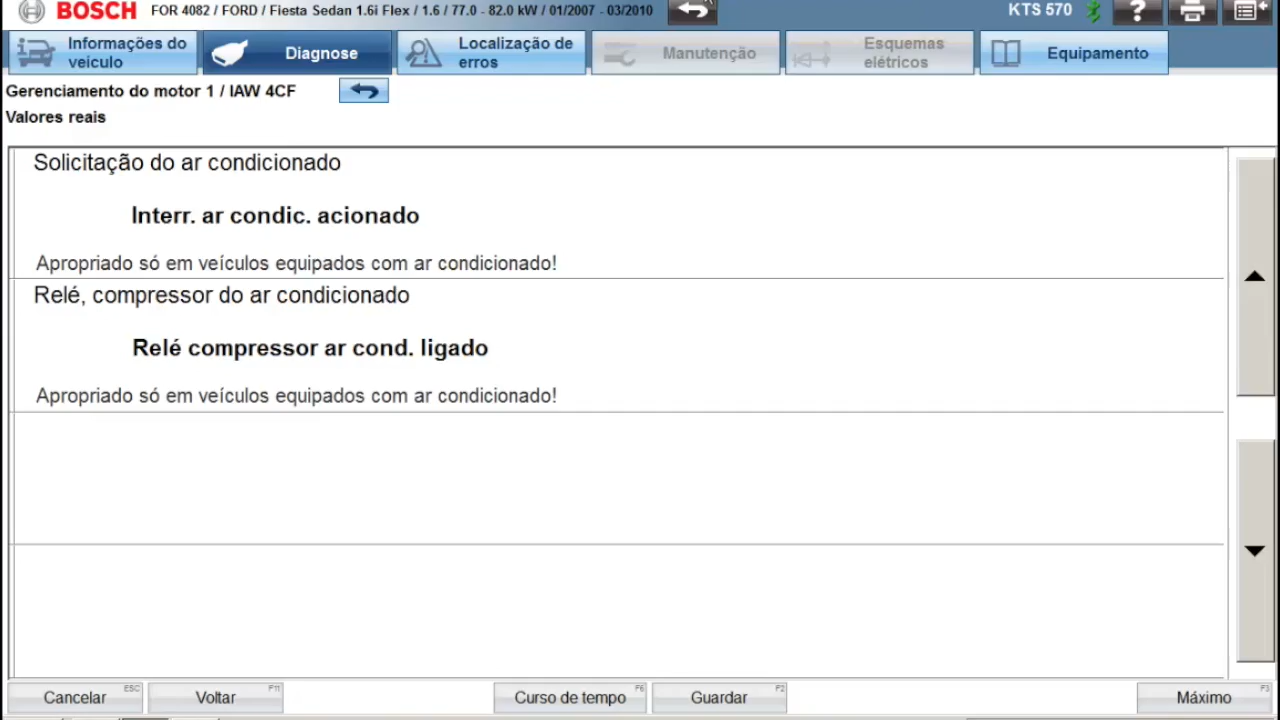 BOSCH FOR 4082 / FORD / Fiesta Sedan 1.6i Flex / 1.6 / 77.0 - 82.0 kW / 01/2007 - 03/2010 KTS 570 ?
Informações do veículo
Diagnose
Localização de erros
Manutenção
Esquemas elétricos
Equipamento
Gerenciamento do motor 1 / IAW 4CF
Valores reais
Solicitação do ar condicionado
Interr. ar condic. acionado
Apropriado só em veículos equipados com ar condicionado!
Relé, compressor do ar condicionado
Relé compressor ar cond. ligado
Apropriado só em veículos equipados com ar condicionado!
Cancelar ESC Voltar F11 Curso de tempo F6 Guardar F2 Máximo F3